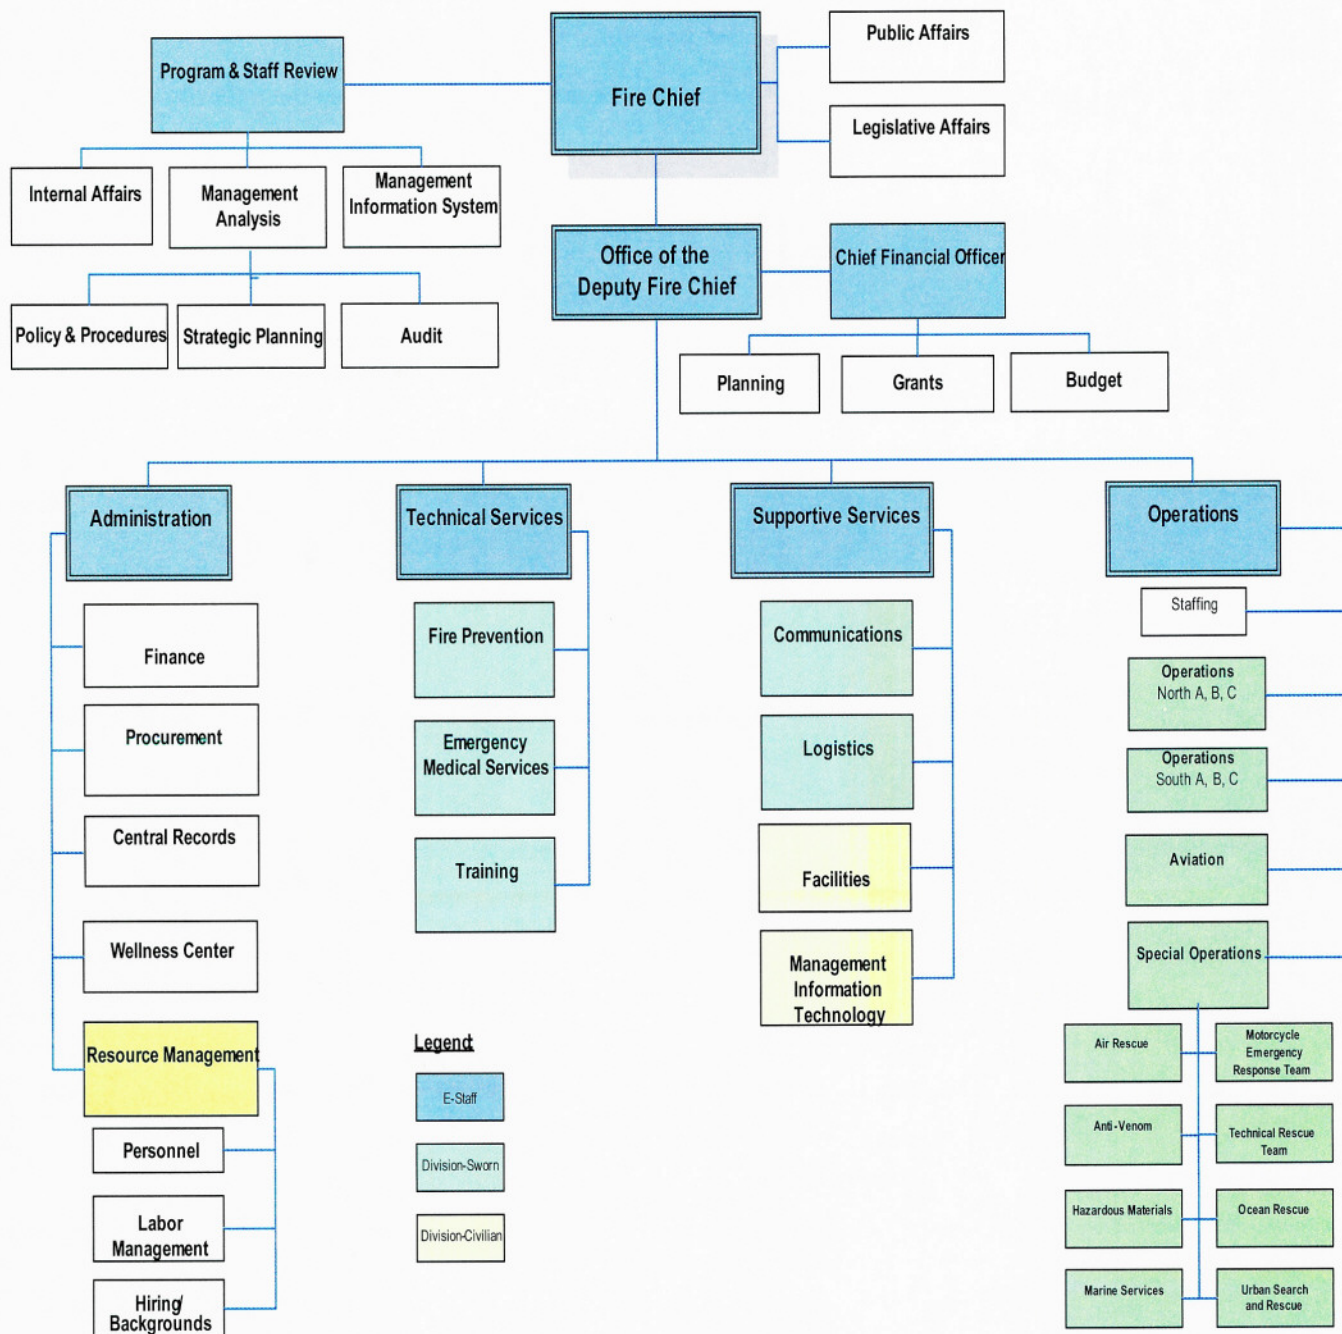 Program & Staff Review
Fire Chief
Public Affairs
Legislative Affairs
Internal Affairs
Management
Analysis
Management
Information System
Office of the
Deputy Fire Chief
Chief Financial Officer
Policy & Procedures
Strategic Planning
Audit
Planning
Grants
Budget
Administration
Technical Services
Supportive Services
Operations
Finance
Procurement
Central Records
Wellness Center
Resource Management
Personnel
Labor
Management
Hiring/
Backgrounds
Fire Prevention
Emergency
Medical Services
Training
Legend:
E-Staff
Division-Sworn
Division-Civilian
Communications
Logistics
Facilities
Management
Information
Technology
Staffing
Operations
North A, B, C
Operations
South A, B, C
Aviation
Special Operations
Air Rescue
Motorcycle
Emergency
Response Team
Anti-Venom
Technical Rescue
Team
Hazardous Materials
Ocean Rescue
Marine Services
Urban Search
and Rescue